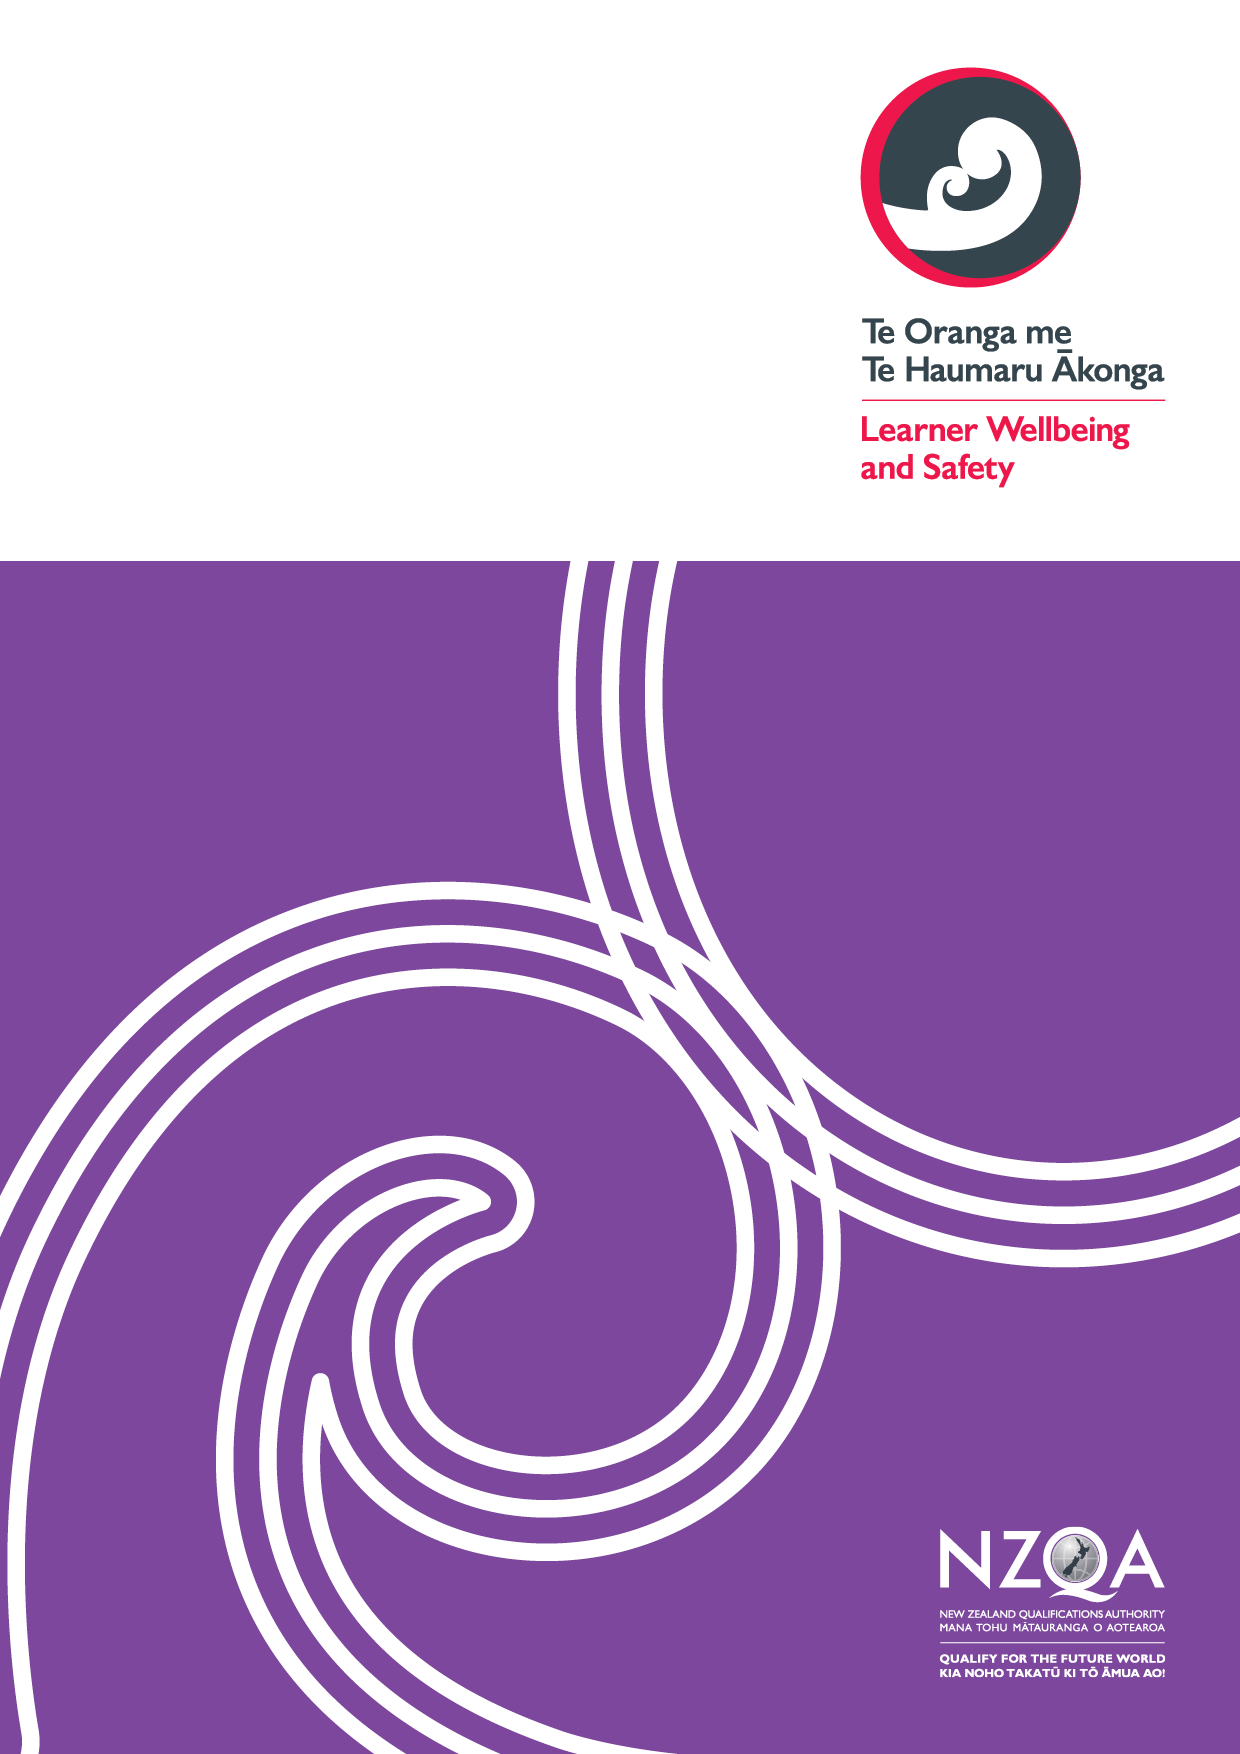 Te Oranga me
Te Haumaru Ākonga
Learner Wellbeing
and Safety
NZQA
NEW ZEALAND QUALIFICATIONS AUTHORITY
MANA TOHU MĀTAURANGA O AOTEAROA
QUALIFY FOR THE FUTURE WORLD
KIA NOHO TAKATŪ KI TŌ ĀMUA AO!